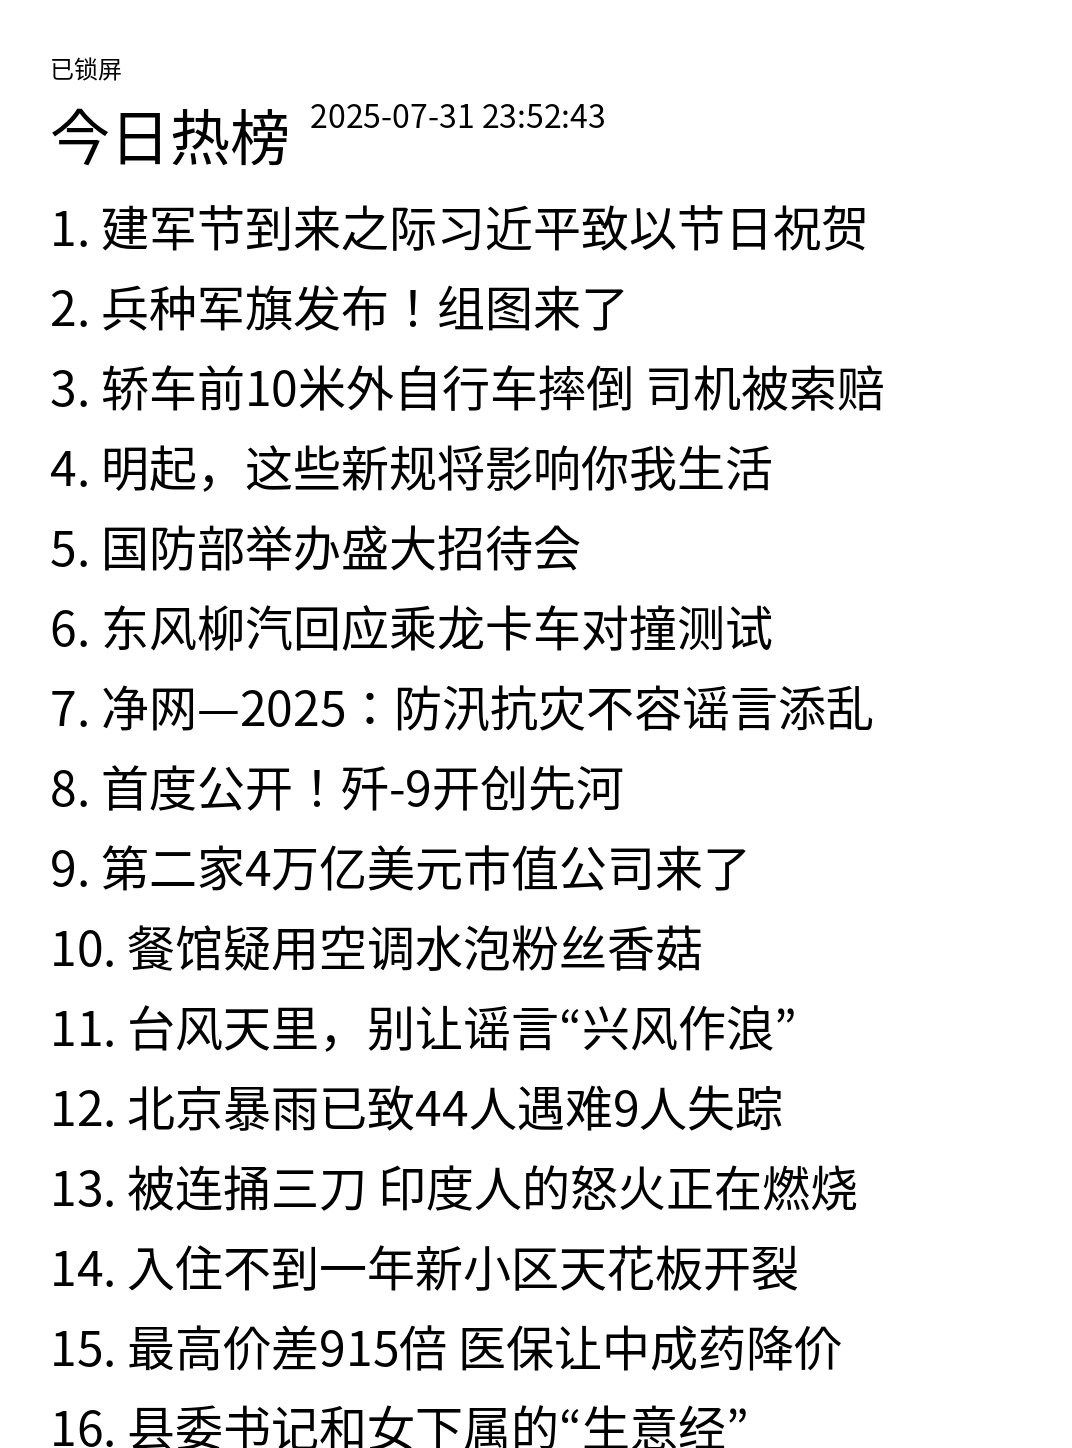 已锁屏
今日热榜 2025-07-31 23:52:43
1. 建军节到来之际习近平致以节日祝贺
2. 兵种军旗发布！组图来了
3. 轿车前10米外自行车摔倒 司机被索赔
4. 明起，这些新规将影响你我生活
5. 国防部举办盛大招待会
6. 东风柳汽回应乘龙卡车对撞测试
7. 净网—2025：防汛抗灾不容谣言添乱
8. 首度公开！歼-9开创先河
9. 第二家4万亿美元市值公司来了
10. 餐馆疑用空调水泡粉丝香菇
11. 台风天里，别让谣言“兴风作浪”
12. 北京暴雨已致44人遇难9人失踪
13. 被连捅三刀 印度人的怒火正在燃烧
14. 入住不到一年新小区天花板开裂
15. 最高价差915倍 医保让中成药降价
16. 县委书记和女下属的“生意经”